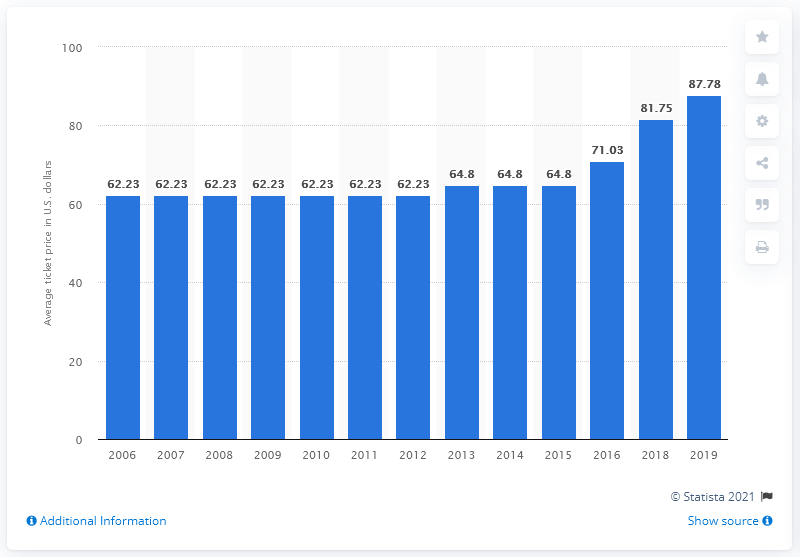 100
80
60
40
20
0
Average ticket price in U.S. dollars
62.23 62.23 62.23 62.23 62.23 62.23 62.23 64.8 64.8 64.8 71.03 81.75 87.78
2006 2007 2008 2009 2010 2011 2012 2013 2014 2015 2016 2018 2019
© Statista 2021
Additional Information
Show source